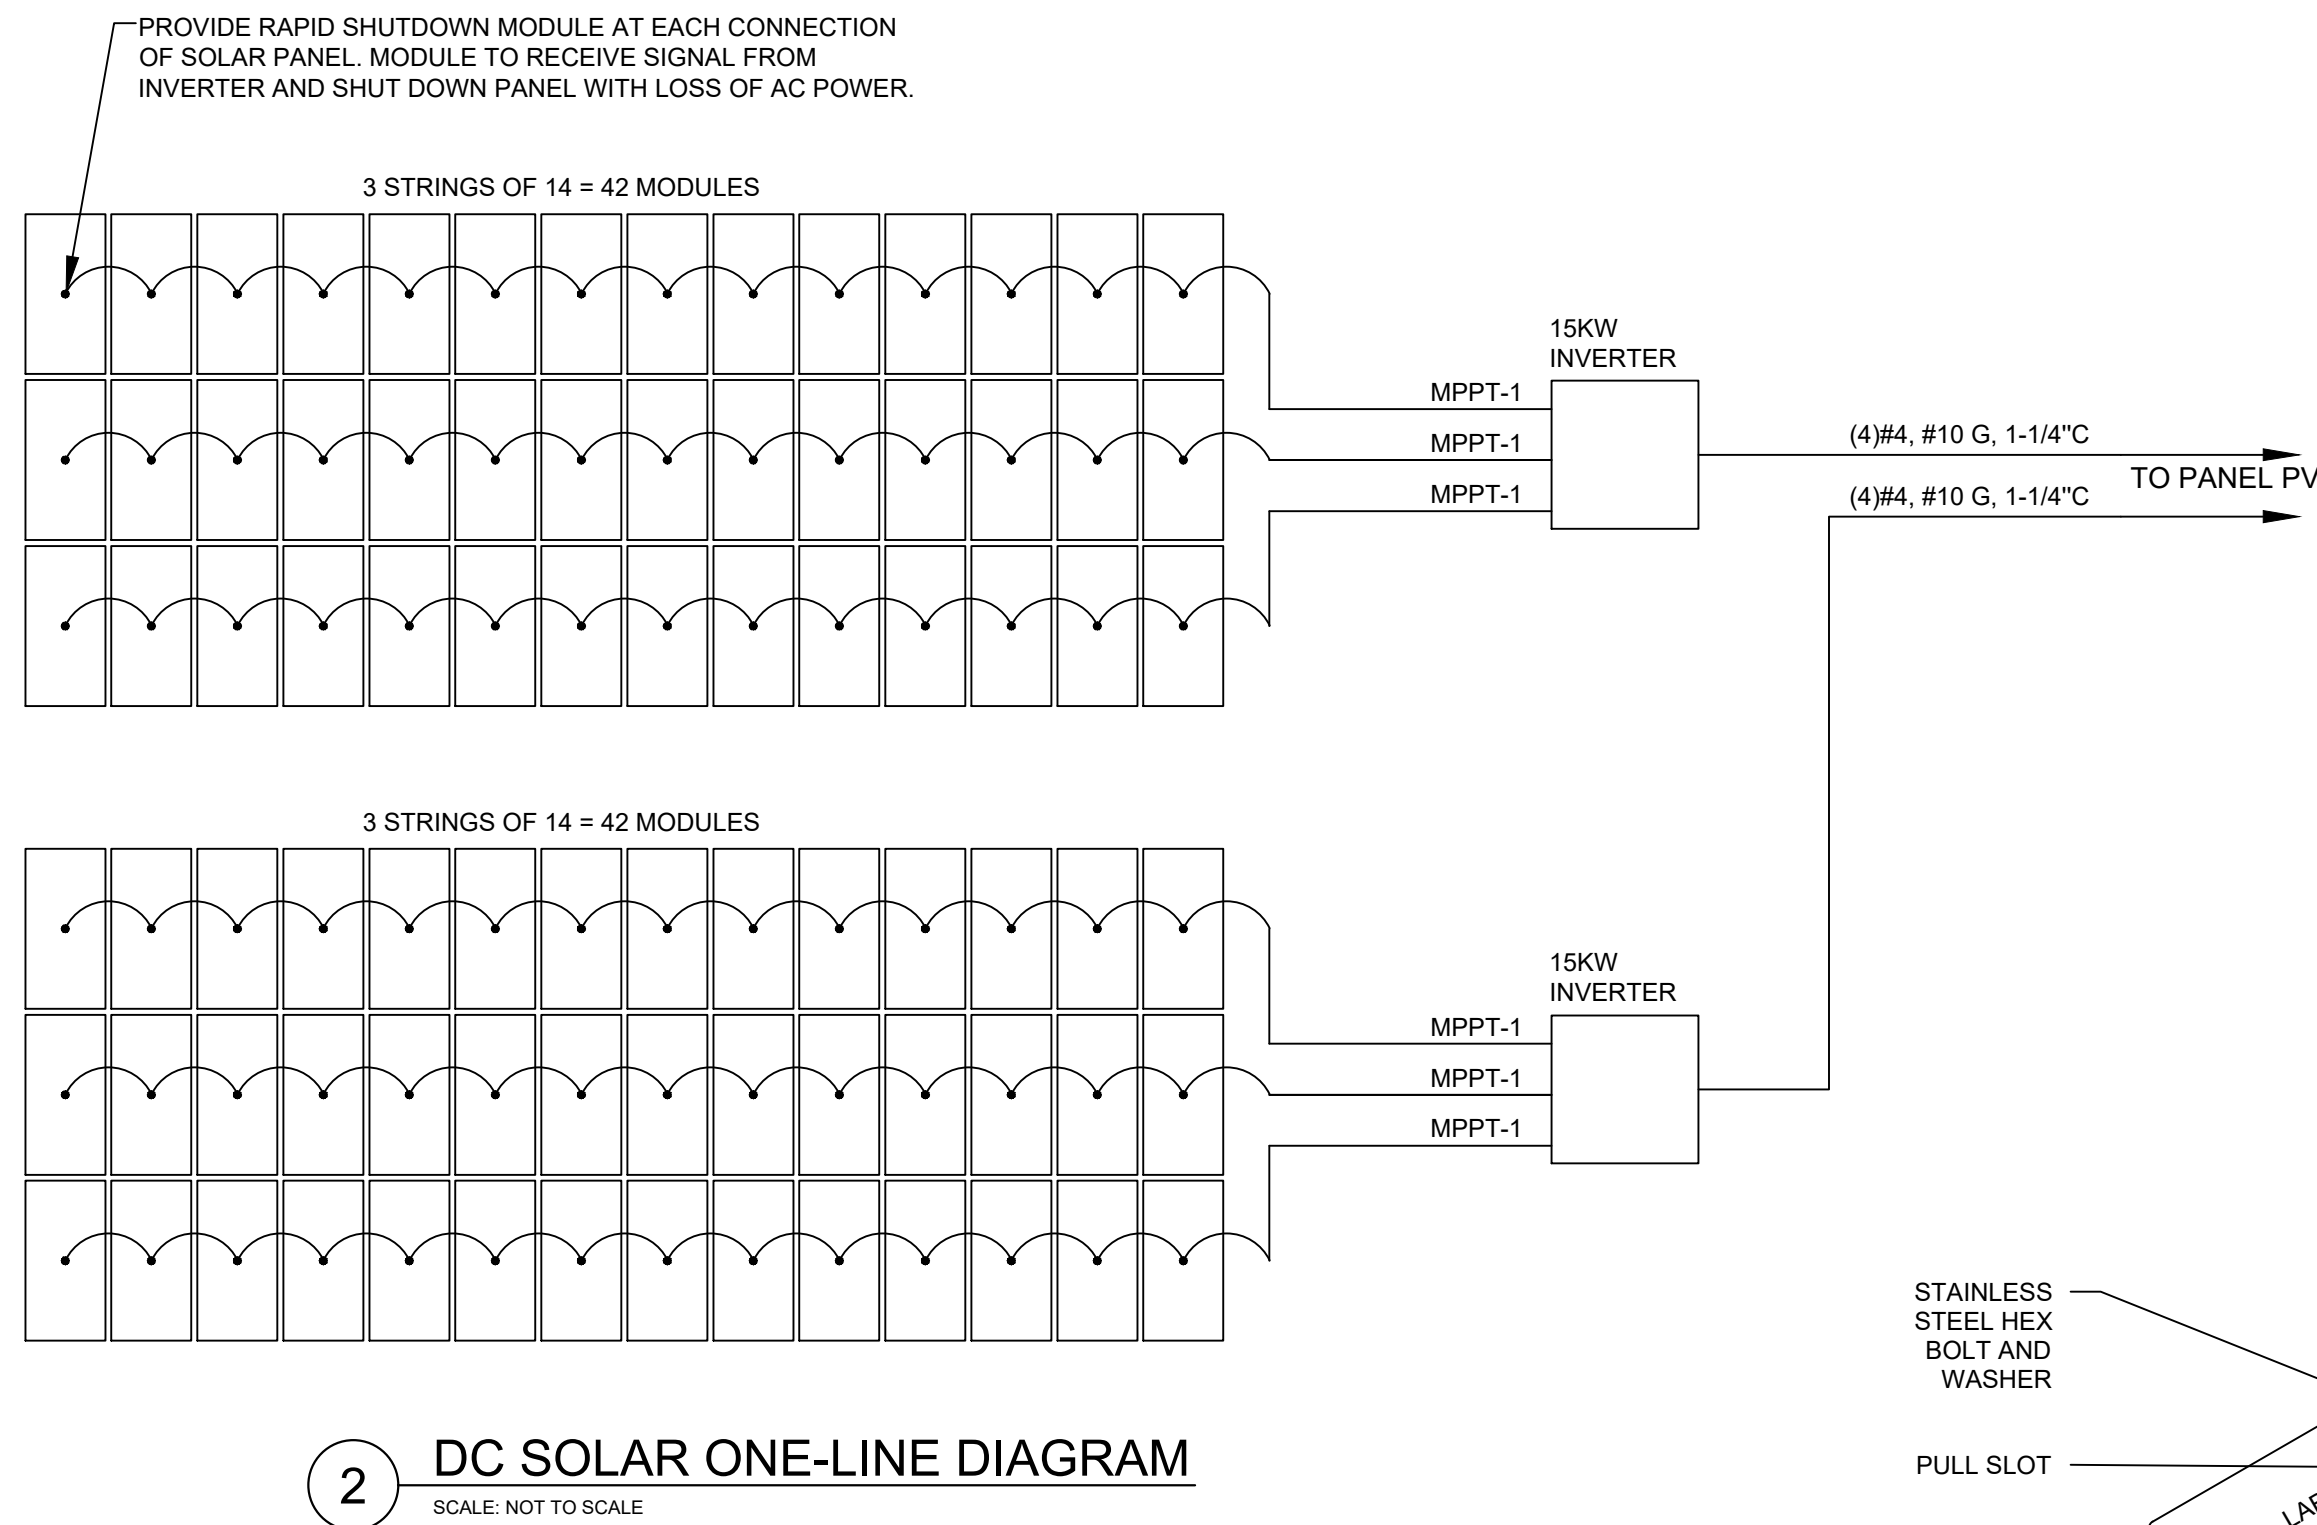 PROVIDE RAPID SHUTDOWN MODULE AT EACH CONNECTION
OF SOLAR PANEL. MODULE TO RECEIVE SIGNAL FROM
INVERTER AND SHUT DOWN PANEL WITH LOSS OF AC POWER.
3 STRINGS OF 14 = 42 MODULES
15KW
INVERTER
MPPT-1
MPPT-1
MPPT-1
(4)#4, #10 G, 1-1/4"C
TO PANEL PV
(4)#4, #10 G, 1-1/4"C
3 STRINGS OF 14 = 42 MODULES
15KW
INVERTER
MPPT-1
MPPT-1
MPPT-1
STAINLESS
STEEL HEX
BOLT AND
WASHER
PULL SLOT
2
DC SOLAR ONE-LINE DIAGRAM
SCALE: NOT TO SCALE